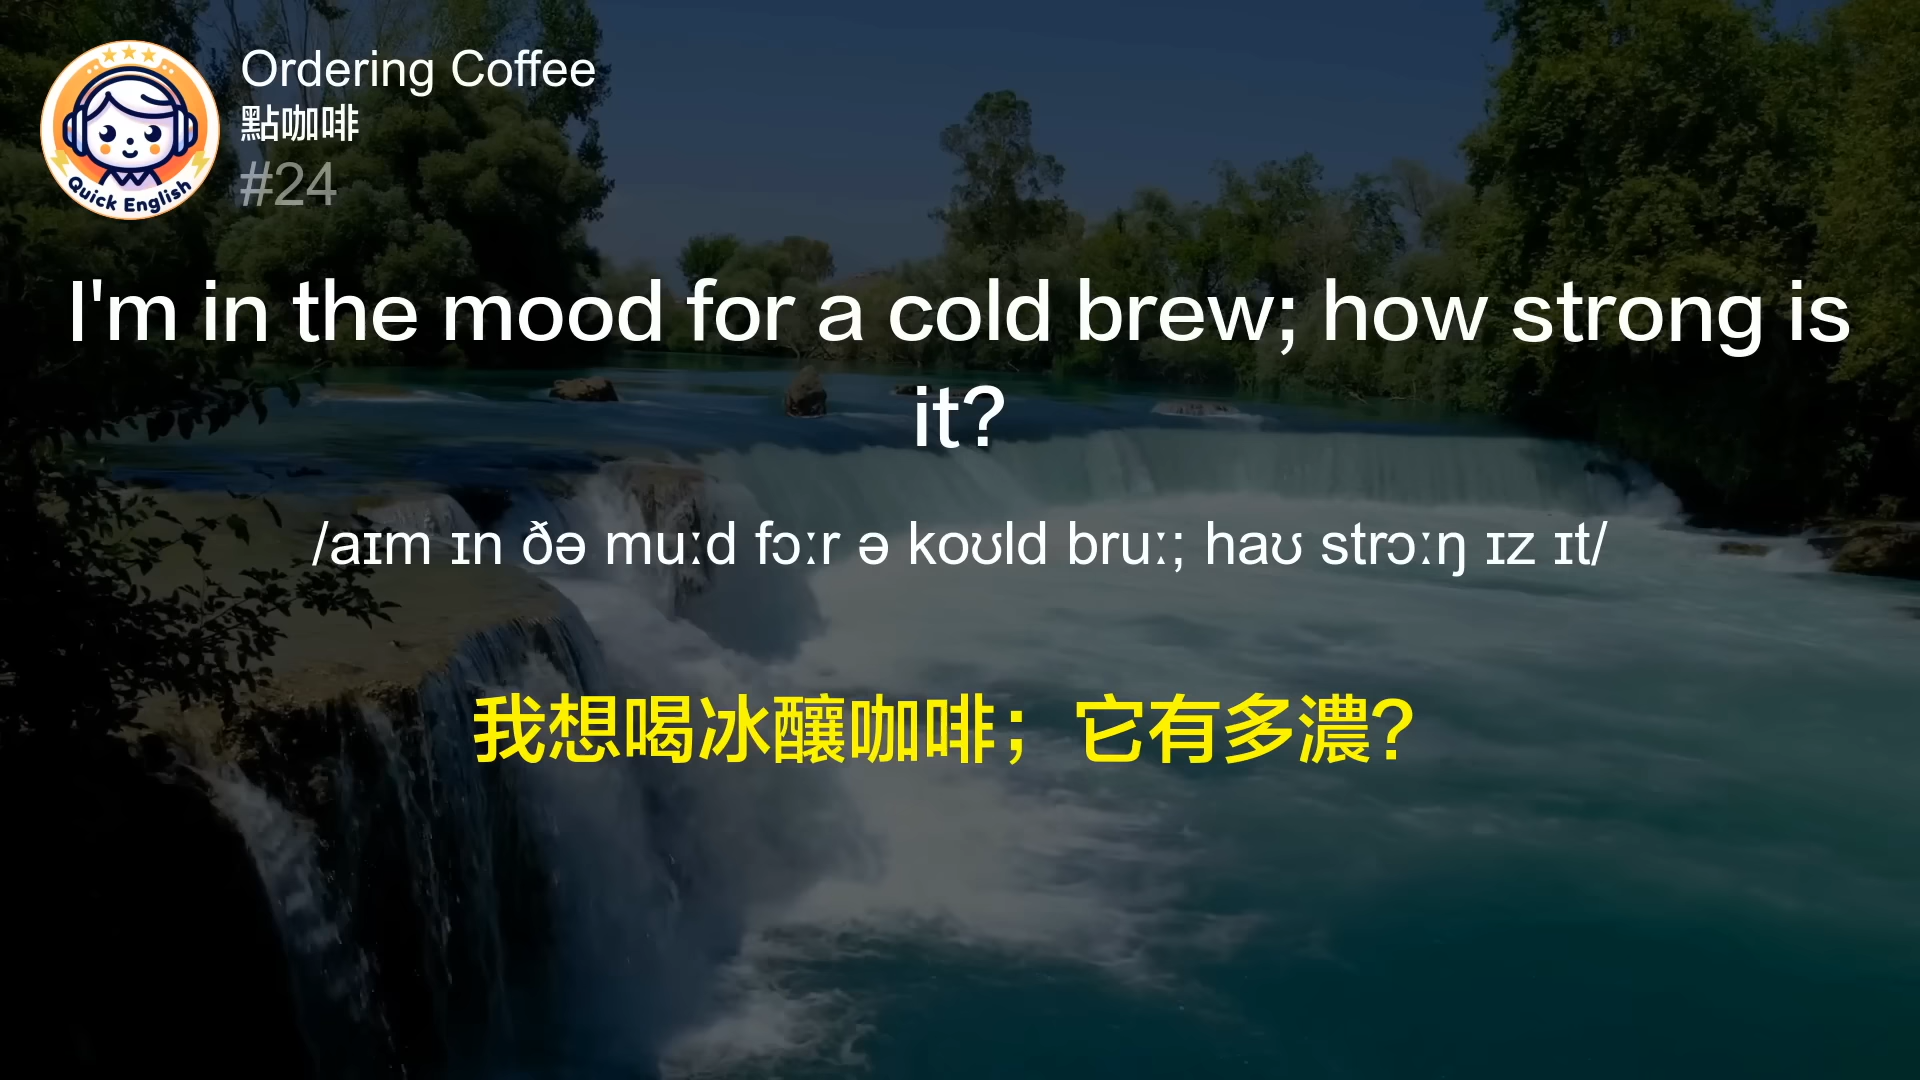 Quick English
Ordering Coffee
點咖啡
#24
I'm in the mood for a cold brew; how strong is
it?
/aɪm ɪn ðə muːd fɔːr ə koʊld bruː; haʊ strɔːŋ ɪz ɪt/
我想喝冰釀咖啡；它有多濃？